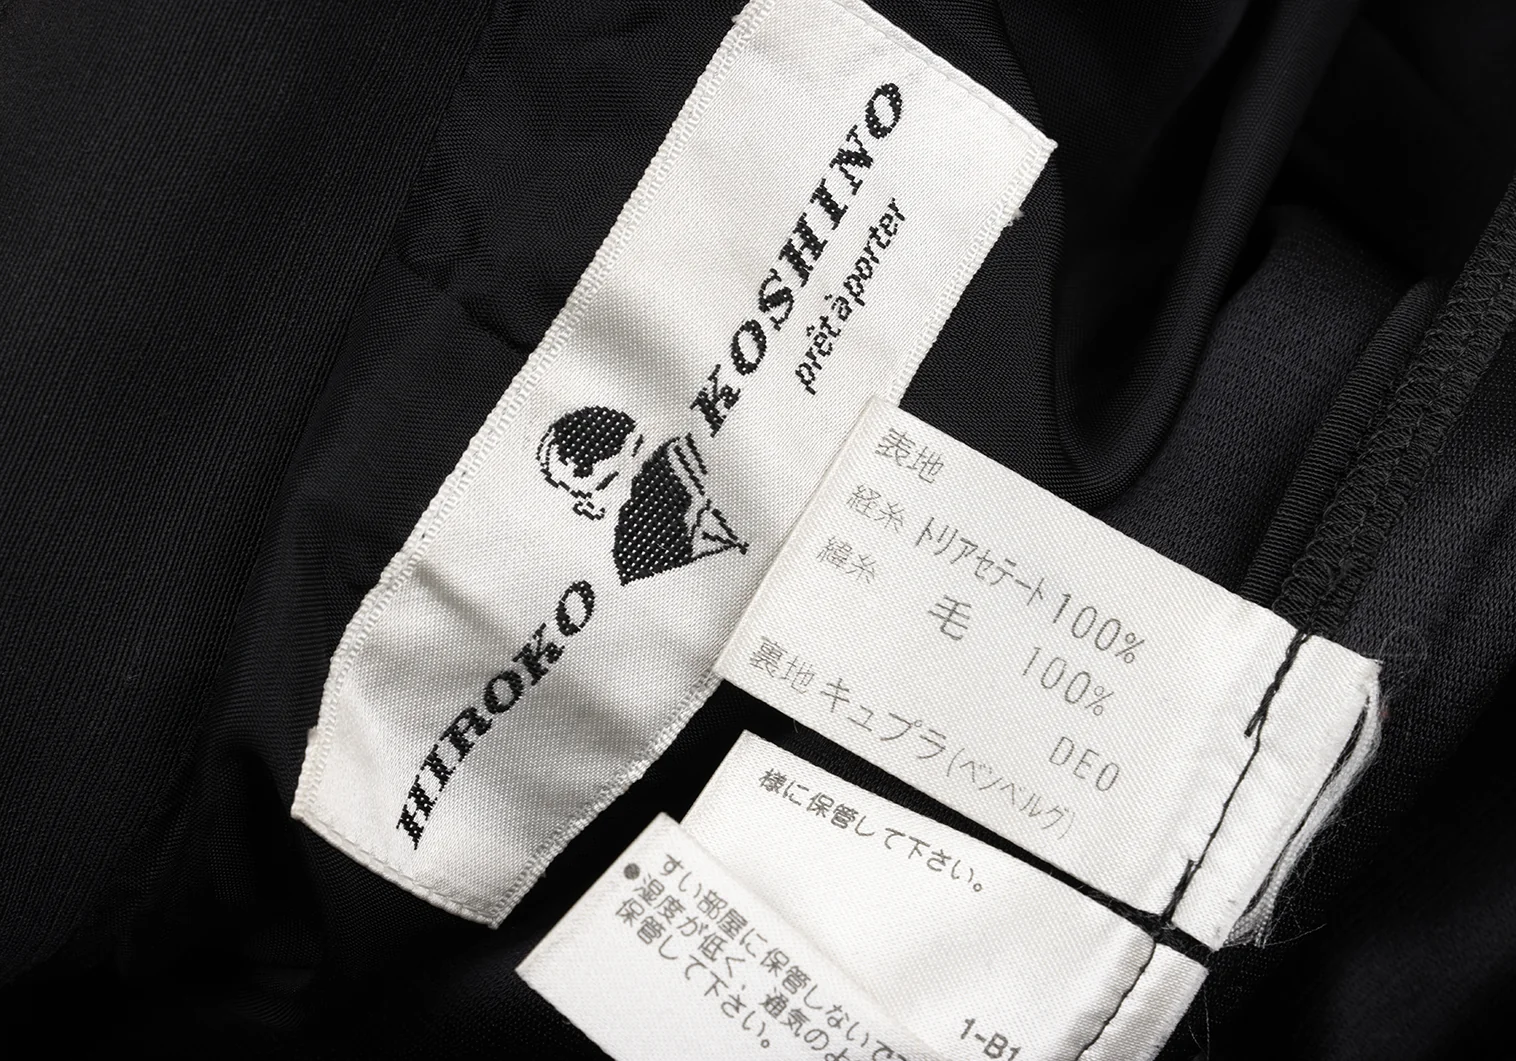 HIROKO KOSHINO
prêt à porter
表地
経糸 トリアセテート100%
緯糸
毛 100%
裏地 キュプラ(ベンベルグ)
DEO
様に保管して下さい。
1-B1
すい部屋に保管しないで下
●湿度が低く、通気のよ
保管して下さい。